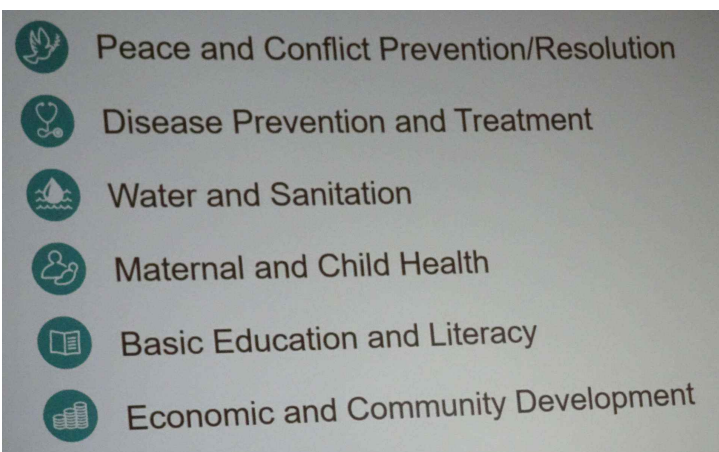 Peace and Conflict Prevention/Resolution
Disease Prevention and Treatment
Water and Sanitation
Maternal and Child Health
Basic Education and Literacy
Economic and Community Development